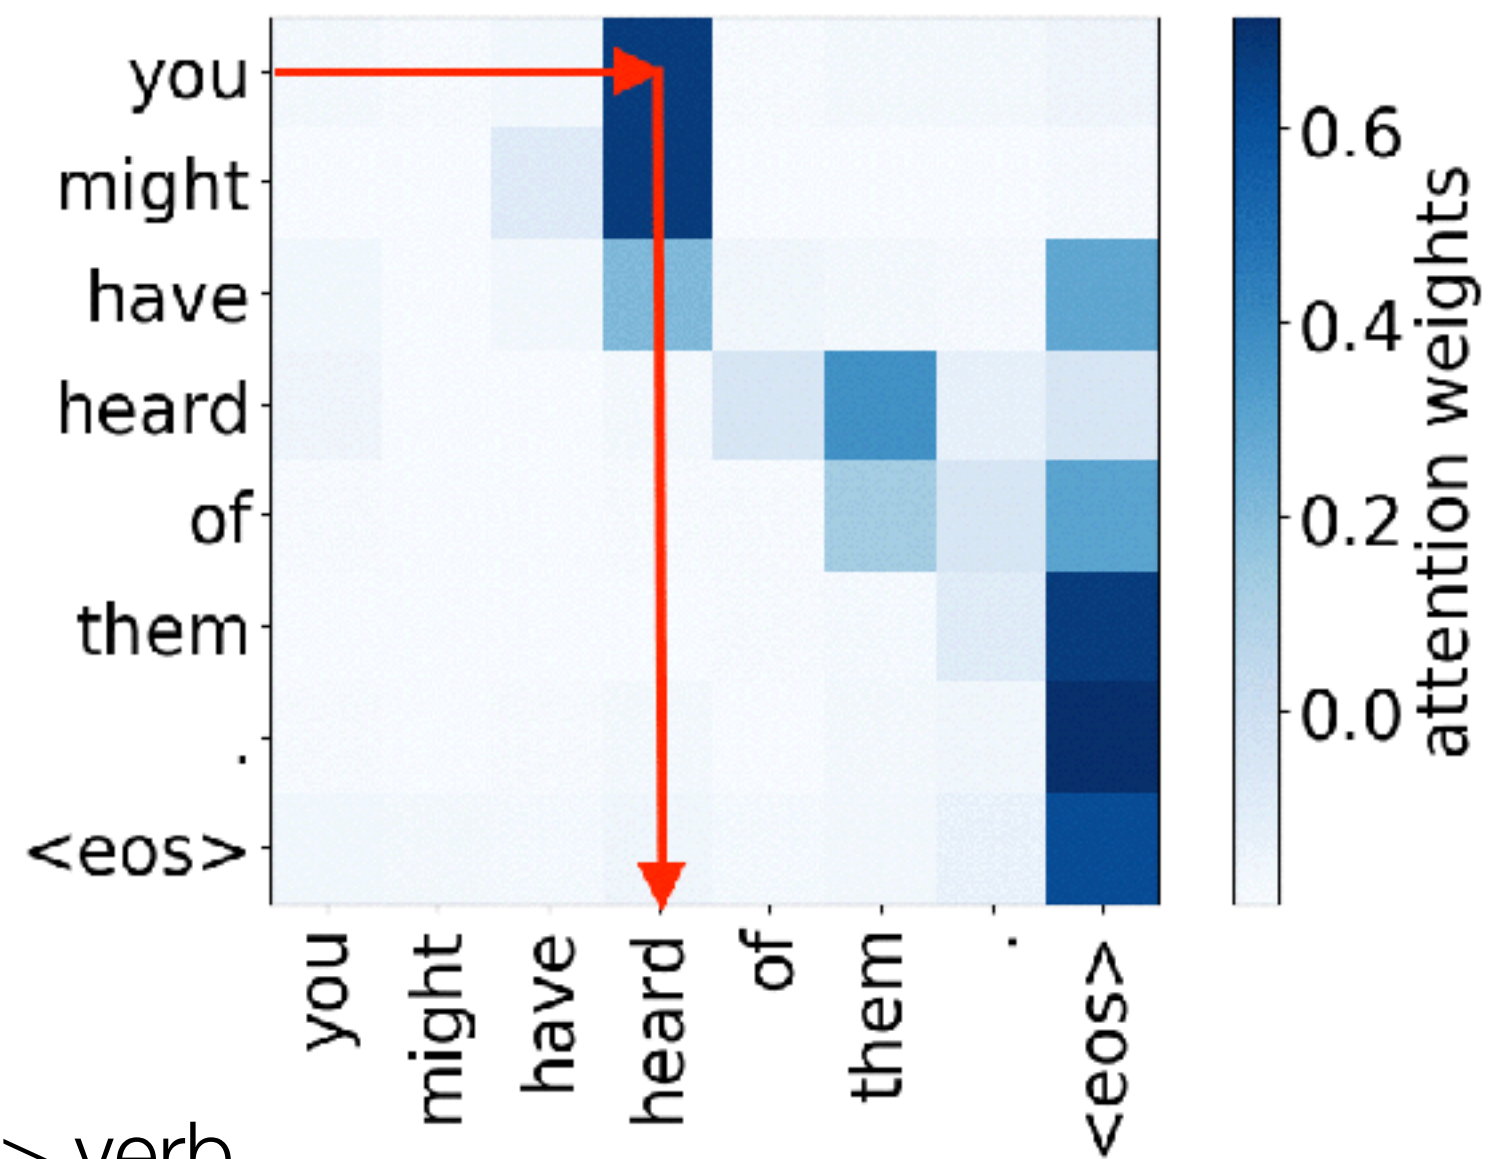 you
might
have
heard
of
them
.
<eos>
you
might
have
heard
of
them
.
<eos>
0.6
0.4
0.2
0.0
attention weights
> verb